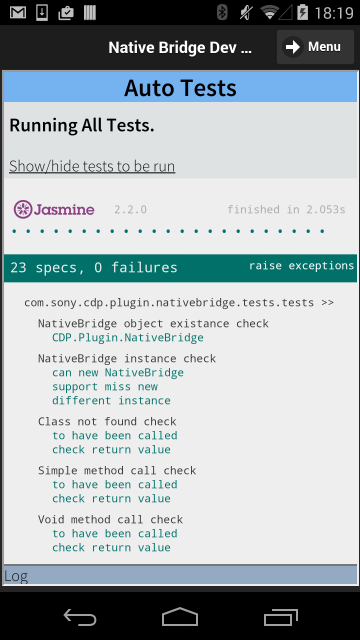 18:19
Native Bridge Dev ...
Menu
Auto Tests
Running All Tests.
Show/hide tests to be run
Jasmine 2.2.0 finished in 2.053s
23 specs, 0 failures raise exceptions
com.sony.cdp.plugin.nativebridge.tests.tests >>
NativeBridge object existance check
CDP.Plugin.NativeBridge
NativeBridge instance check
can new NativeBridge
support miss new
different instance
Class not found check
to have been called
check return value
Simple method call check
to have been called
check return value
Void method call check
to have been called
check return value
Log